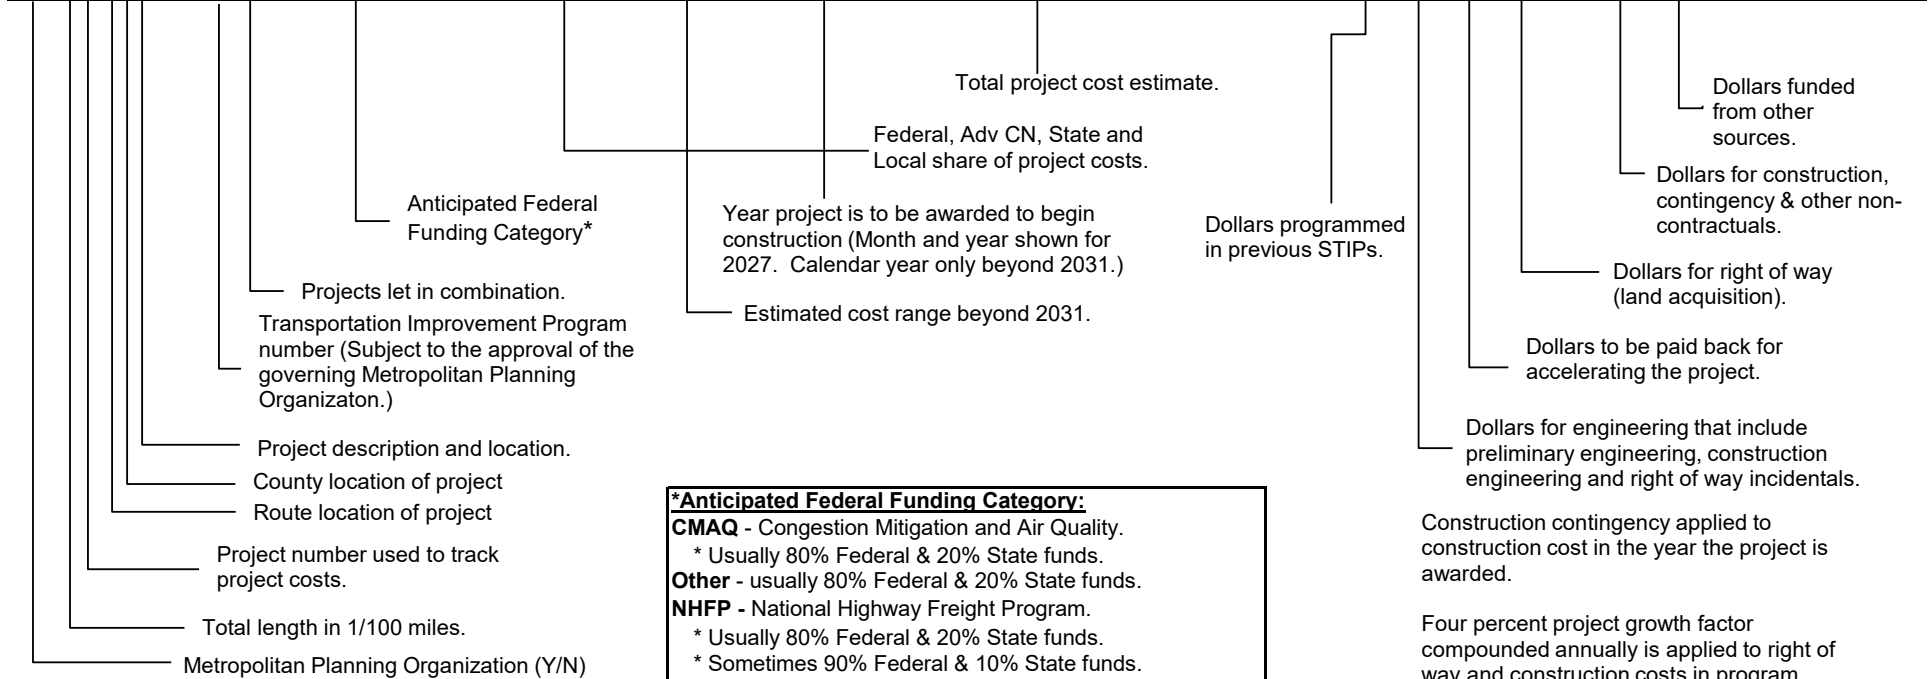 Total project cost estimate.
Federal, Adv CN, State and
Local share of project costs.
Anticipated Federal
Funding Category*
Year project is to be awarded to begin
construction (Month and year shown for
2027.  Calendar year only beyond 2031.)
Estimated cost range beyond 2031.
Projects let in combination.
Transportation Improvement Program
number (Subject to the approval of the
governing Metropolitan Planning
Organizaton.)
Project description and location.
County location of project
Route location of project
Project number used to track
project costs.
Total length in 1/100 miles.
Metropolitan Planning Organization (Y/N)
*Anticipated Federal Funding Category:
CMAQ - Congestion Mitigation and Air Quality.
* Usually 80% Federal & 20% State funds.
Other - usually 80% Federal & 20% State funds.
NHFP - National Highway Freight Program.
* Usually 80% Federal & 20% State funds.
* Sometimes 90% Federal & 10% State funds.
Dollars programmed
in previous STIPs.
Dollars funded
from other
sources.
Dollars for construction,
contingency & other non-
contractuals.
Dollars for right of way
(land acquisition).
Dollars to be paid back for
accelerating the project.
Dollars for engineering that include
preliminary engineering, construction
engineering and right of way incidentals.
Construction contingency applied to
construction cost in the year the project is
awarded.
Four percent project growth factor
compounded annually is applied to right of
way and construction costs in program